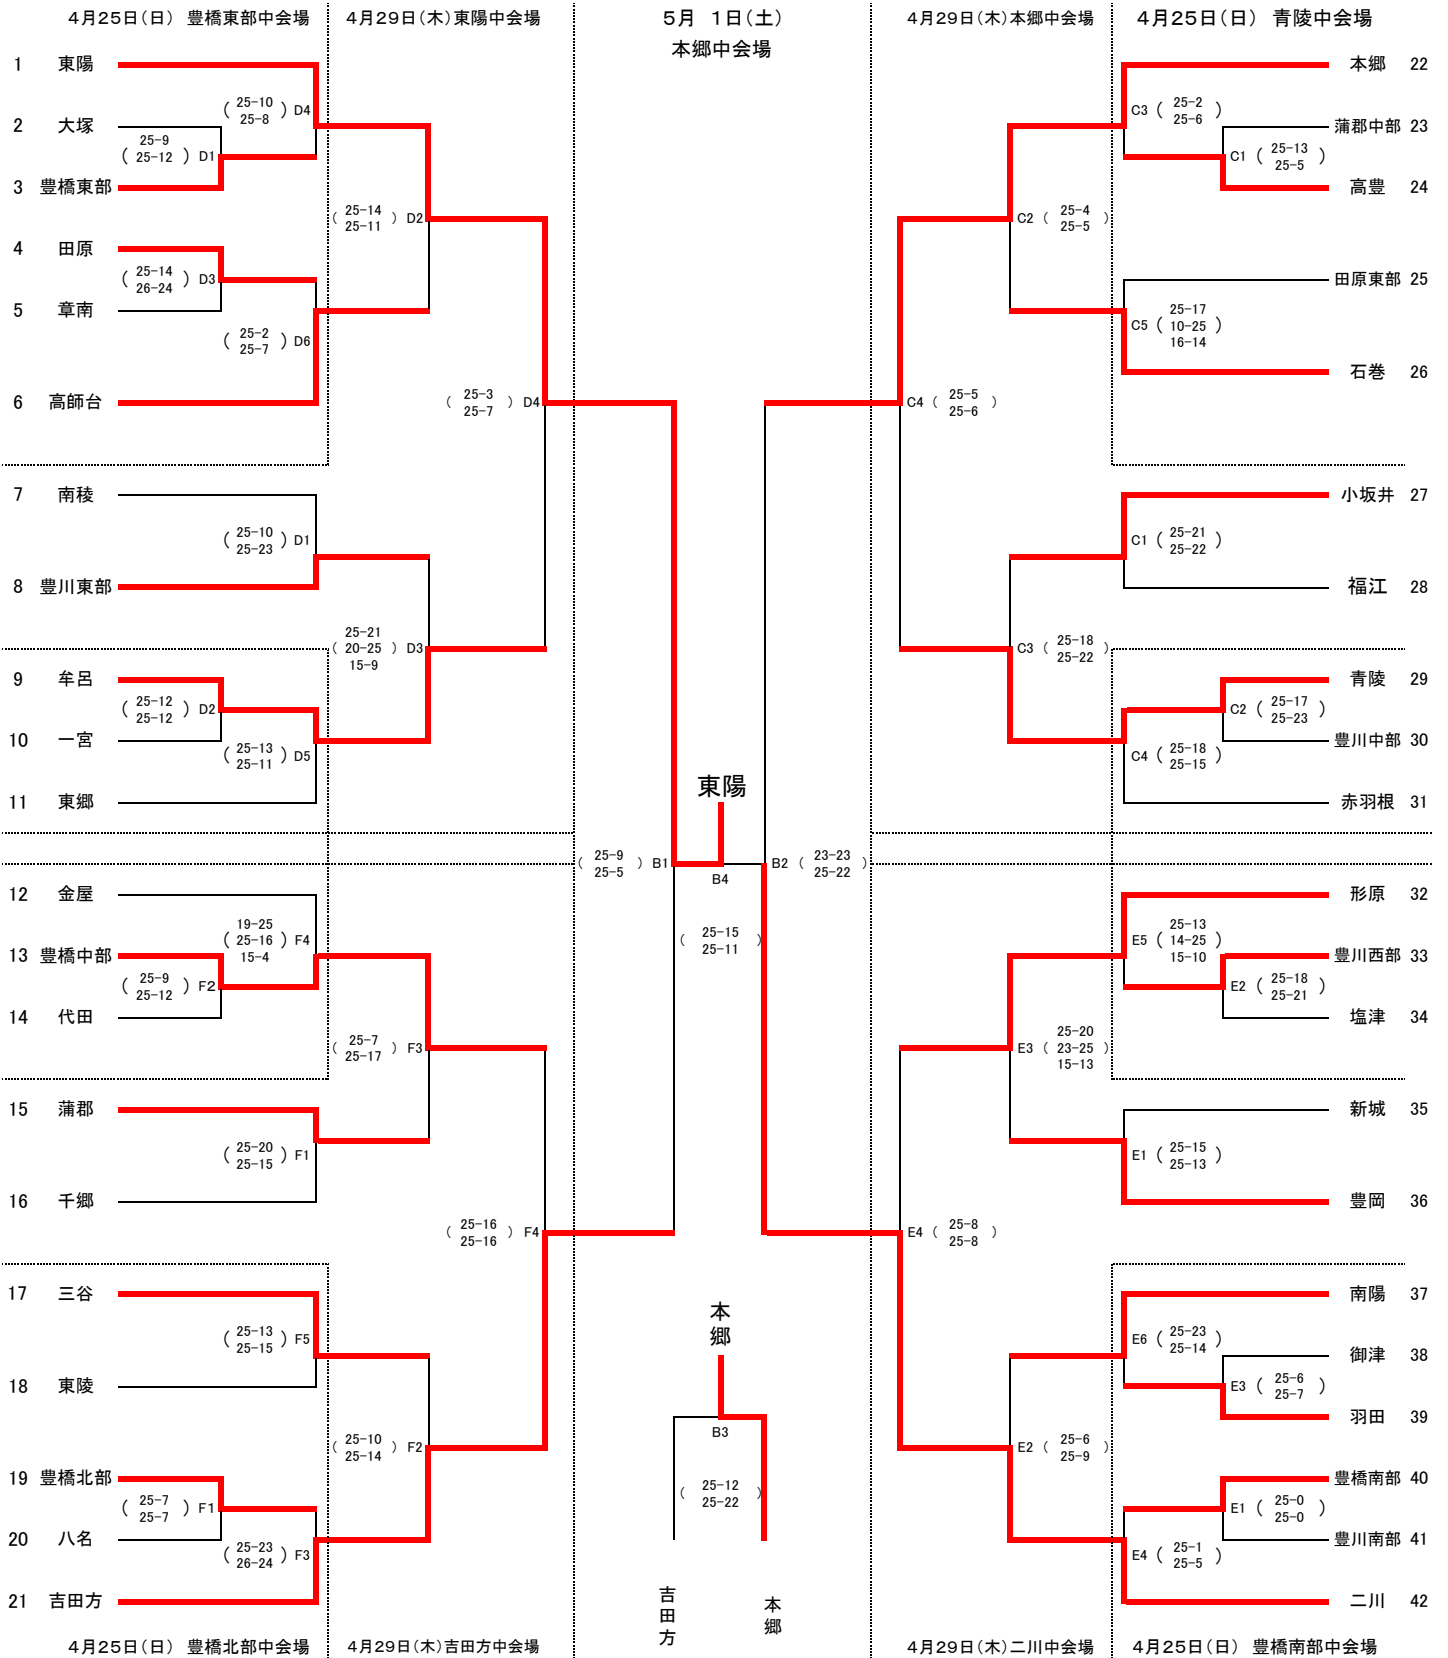 4月25日(日) 豊橋東部中会場
4月29日(木)東陽中会場
5月 1日(土)
本郷中会場
4月29日(木)本郷中会場
4月25日(日) 青陵中会場
1 東陽
2 大塚
3 豊橋東部
4 田原
5 章南
6 高師台
7 南稜
8 豊川東部
9 牟呂
10 一宮
11 東郷
12 金屋
13 豊橋中部
14 代田
15 蒲郡
16 千郷
17 三谷
18 東陵
19 豊橋北部
20 八名
21 吉田方
( 25-10 ) D4
25-8
25-9
( 25-12 ) D1
( 25-14 ) D3
26-24
( 25-2 ) D6
25-7
( 25-10 ) D1
25-23
( 25-12 ) D2
25-12
( 25-13 ) D5
25-11
19-25
( 25-16 ) F4
15-4
( 25-9 ) F2
25-12
( 25-20 ) F1
25-15
( 25-13 ) F5
25-15
( 25-7 ) F1
25-7
( 25-23 ) F3
26-24
( 25-14 ) D2
25-11
25-21
( 20-25 ) D3
15-9
( 25-7 ) F3
25-17
( 25-10 ) F2
25-14
( 25-3 ) D4
25-7
( 25-16 ) F4
25-16
東陽
( 25-9 ) B1
25-5
B4
( 25-15 )
25-11
B2 ( 23-23 )
25-22
本郷
B3
( 25-12 )
25-22
吉田方
本郷
C4 ( 25-5 )
25-6
E4 ( 25-8 )
25-8
C2 ( 25-4 )
25-5
C3 ( 25-18 )
25-22
25-20
E3 ( 23-25 )
15-13
E2 ( 25-6 )
25-9
C3 ( 25-2 )
25-6
C1 ( 25-13 )
25-5
25-17
C5 ( 10-25 )
16-14
C1 ( 25-21 )
25-22
C2 ( 25-17 )
25-23
C4 ( 25-18 )
25-15
25-13
E5 ( 14-25 )
15-10
E2 ( 25-18 )
25-21
E1 ( 25-15 )
25-13
E6 ( 25-23 )
25-14
E3 ( 25-6 )
25-7
E1 ( 25-0 )
25-0
E4 ( 25-1 )
25-5
本郷 22
蒲郡中部 23
高豊 24
田原東部 25
石巻 26
小坂井 27
福江 28
青陵 29
豊川中部 30
赤羽根 31
形原 32
豊川西部 33
塩津 34
新城 35
豊岡 36
南陽 37
御津 38
羽田 39
豊橋南部 40
豊川南部 41
二川 42
4月25日(日) 豊橋北部中会場
4月29日(木)吉田方中会場
4月29日(木)二川中会場
4月25日(日) 豊橋南部中会場